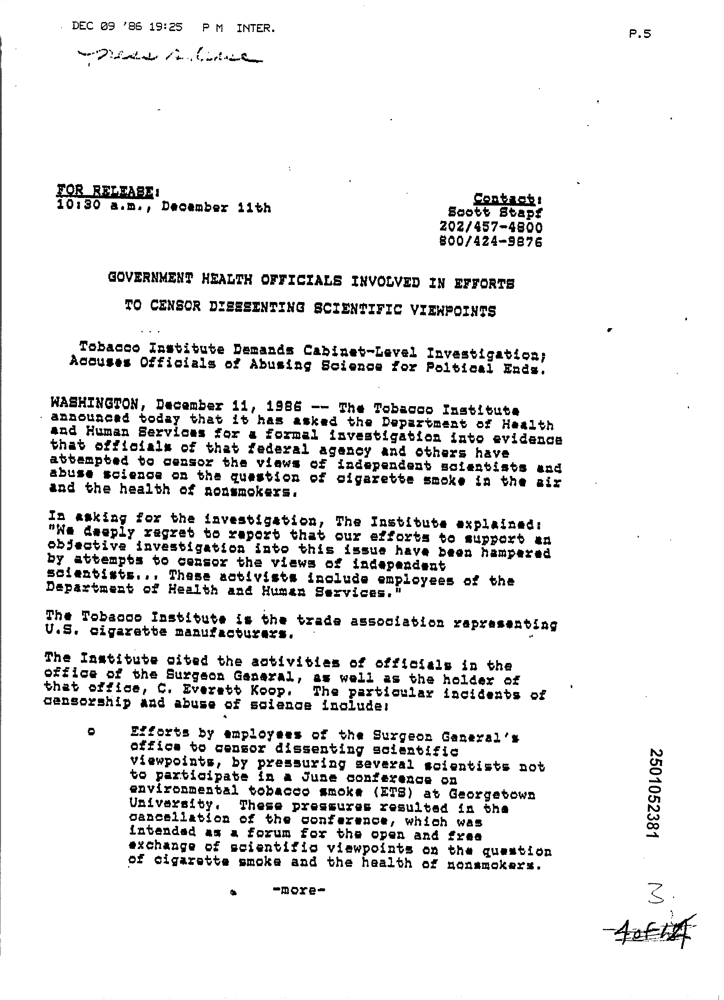 DEC 09 '86 19:25 P M INTER.
P.5
FOR RELEASE:
10:30 a.m., December 11th
Contact:
Scott Stapf
202/457-4800
800/424-9876
GOVERNMENT HEALTH OFFICIALS INVOLVED IN EFFORTS
TO CENSOR DISSENTING SCIENTIFIC VIEWPOINTS
Tobacco Institute Demands Cabinet-Level Investigation;
Accuses Officials of Abusing Science for Poltical Ends.
WASHINGTON, December 11, 1986 -- The Tobacco Institute
announced today that it has asked the Department of Health
and Human Services for a formal investigation into evidence
that officials of that federal agency and others have
attempted to censor the views of independent scientists and
abuse science on the question of cigarette smoke in the air
and the health of nonsmokers.
In asking for the investigation, The Institute explained:
"We deeply regret to report that our efforts to support an
objective investigation into this issue have been hampered
by attempts to censor the views of independent
scientists... These activists include employees of the
Department of Health and Human Services."
The Tobacco Institute is the trade association representing
U.S. cigarette manufacturers.
The Institute cited the activities of officials in the
office of the Surgeon General, as well as the holder of
that office, C. Everett Koop. The particular incidents of
censorship and abuse of science include:
o Efforts by employees of the Surgeon General's
office to censor dissenting scientific
viewpoints, by pressuring several scientists not
to participate in a June conference on
environmental tobacco smoke (ETS) at Georgetown
University. These pressures resulted in the
cancellation of the conference, which was
intended as a forum for the open and free
exchange of scientific viewpoints on the question
of cigarette smoke and the health of nonsmokers.
-more-
2501052381
3.
4 of